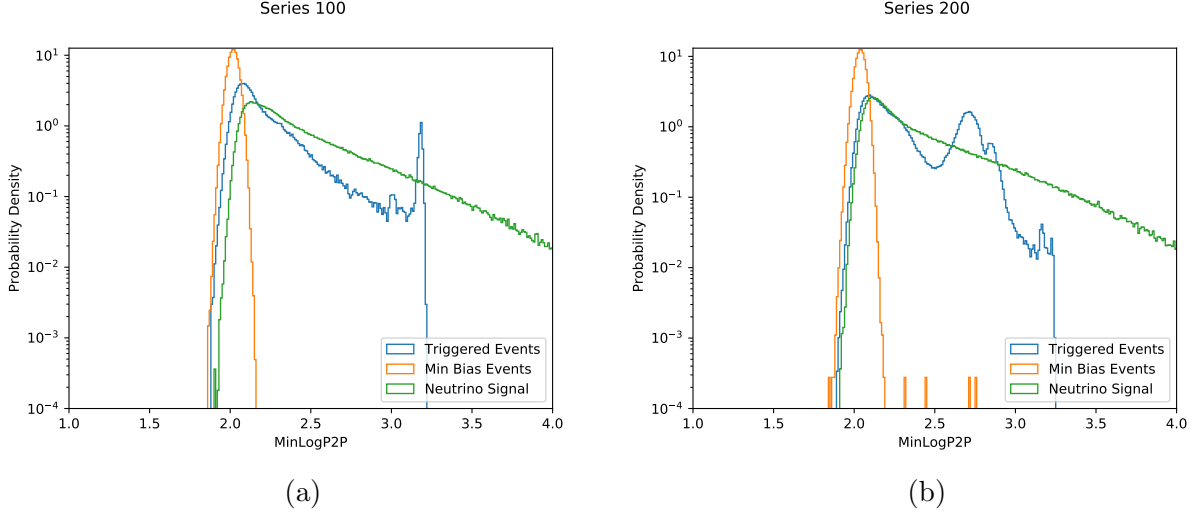 Series 100
Probability Density
10^1
10^0
10^−1
10^−2
10^−3
10^−4
1.0 1.5 2.0 2.5 3.0 3.5 4.0
MinLogP2P
Triggered Events
Min Bias Events
Neutrino Signal
(a)
Series 200
Probability Density
10^1
10^0
10^−1
10^−2
10^−3
10^−4
1.0 1.5 2.0 2.5 3.0 3.5 4.0
MinLogP2P
Triggered Events
Min Bias Events
Neutrino Signal
(b)